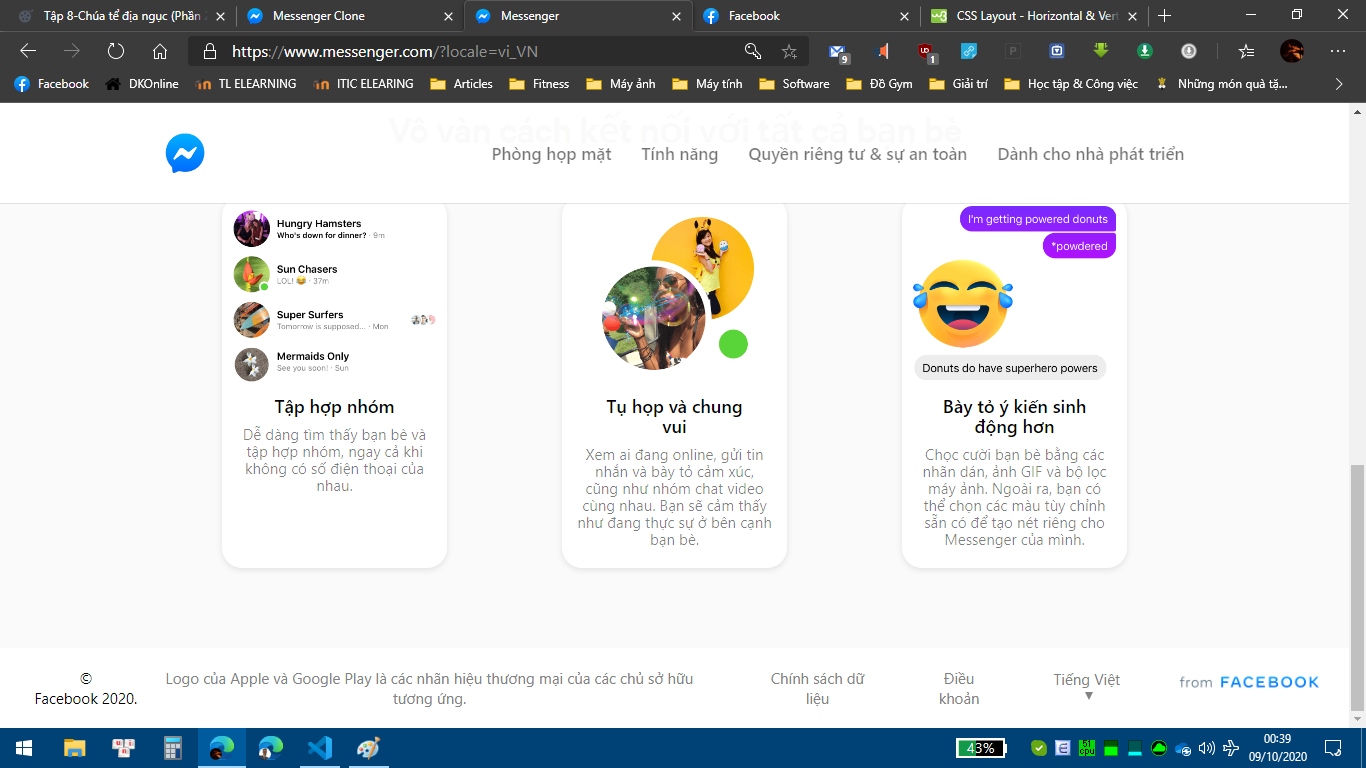 Tập 8-Chúa tể địa ngục (Phần
Messenger Clone
Messenger
Facebook
CSS Layout - Horizontal & Vert
https://www.messenger.com/?locale=vi_VN
9
1
Facebook
DKOnline
TL ELEARNING
ITIC ELEARING
Articles
Fitness
Máy ảnh
Máy tính
Software
Đồ Gym
Giải trí
Học tập & Công việc
Những món quà tặ...
Vô vàn cách kết nối với tất cả bạn bè
Phòng họp mặt
Tính năng
Quyền riêng tư & sự an toàn
Dành cho nhà phát triển
Hungry Hamsters
Who's down for dinner? · 9m
Sun Chasers
LOL! 😂 · 37m
Super Surfers
Tomorrow is supposed... · Mon
Mermaids Only
See you soon! · Sun
Tập hợp nhóm
Dễ dàng tìm thấy bạn bè và
tập hợp nhóm, ngay cả khi
không có số điện thoại của
nhau.
Tụ họp và chung
vui
Xem ai đang online, gửi tin
nhắn và bày tỏ cảm xúc,
cũng như nhóm chat video
cùng nhau. Bạn sẽ cảm thấy
như đang thực sự ở bên cạnh
bạn bè.
I'm getting powered donuts
*powdered
Donuts do have superhero powers
Bày tỏ ý kiến sinh
động hơn
Chọc cười bạn bè bằng các
nhãn dán, ảnh GIF và bộ lọc
máy ảnh. Ngoài ra, bạn có
thể chọn các màu tùy chỉnh
sẵn có để tạo nét riêng cho
Messenger của mình.
©
Facebook 2020.
Logo của Apple và Google Play là các nhãn hiệu thương mại của các chủ sở hữu
tương ứng.
Chính sách dữ
liệu
Điều
khoản
Tiếng Việt
▼
from FACEBOOK
43%
51
cpu
00:39
09/10/2020